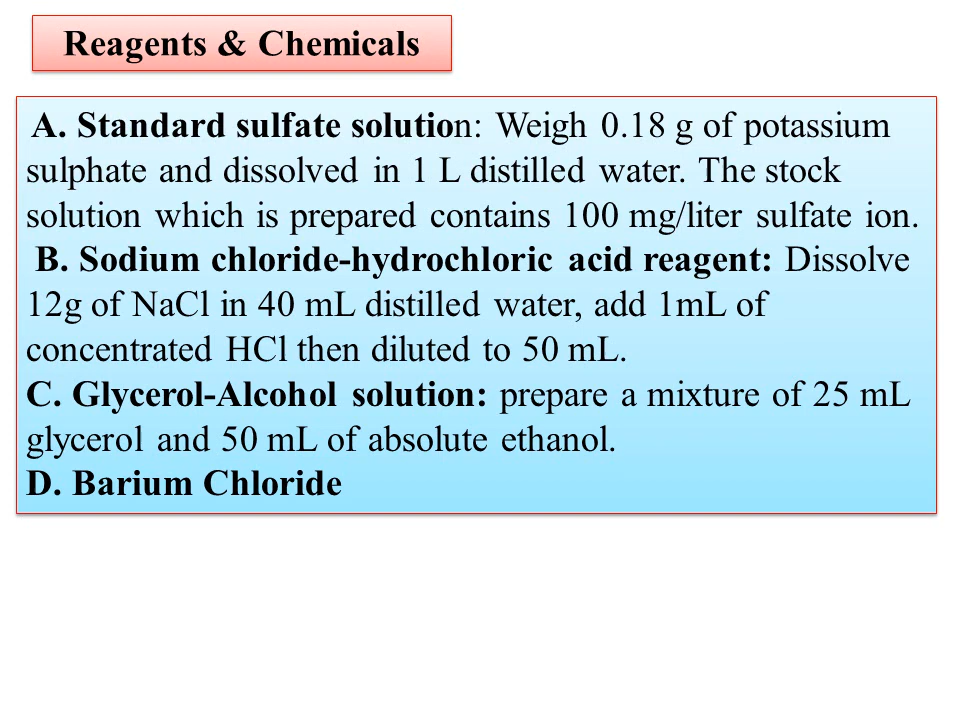 Reagents & Chemicals
A. Standard sulfate solution: Weigh 0.18 g of potassium
sulphate and dissolved in 1 L distilled water. The stock
solution which is prepared contains 100 mg/liter sulfate ion.
B. Sodium chloride-hydrochloric acid reagent: Dissolve
12g of NaCl in 40 mL distilled water, add 1mL of
concentrated HCl then diluted to 50 mL.
C. Glycerol-Alcohol solution: prepare a mixture of 25 mL
glycerol and 50 mL of absolute ethanol.
D. Barium Chloride